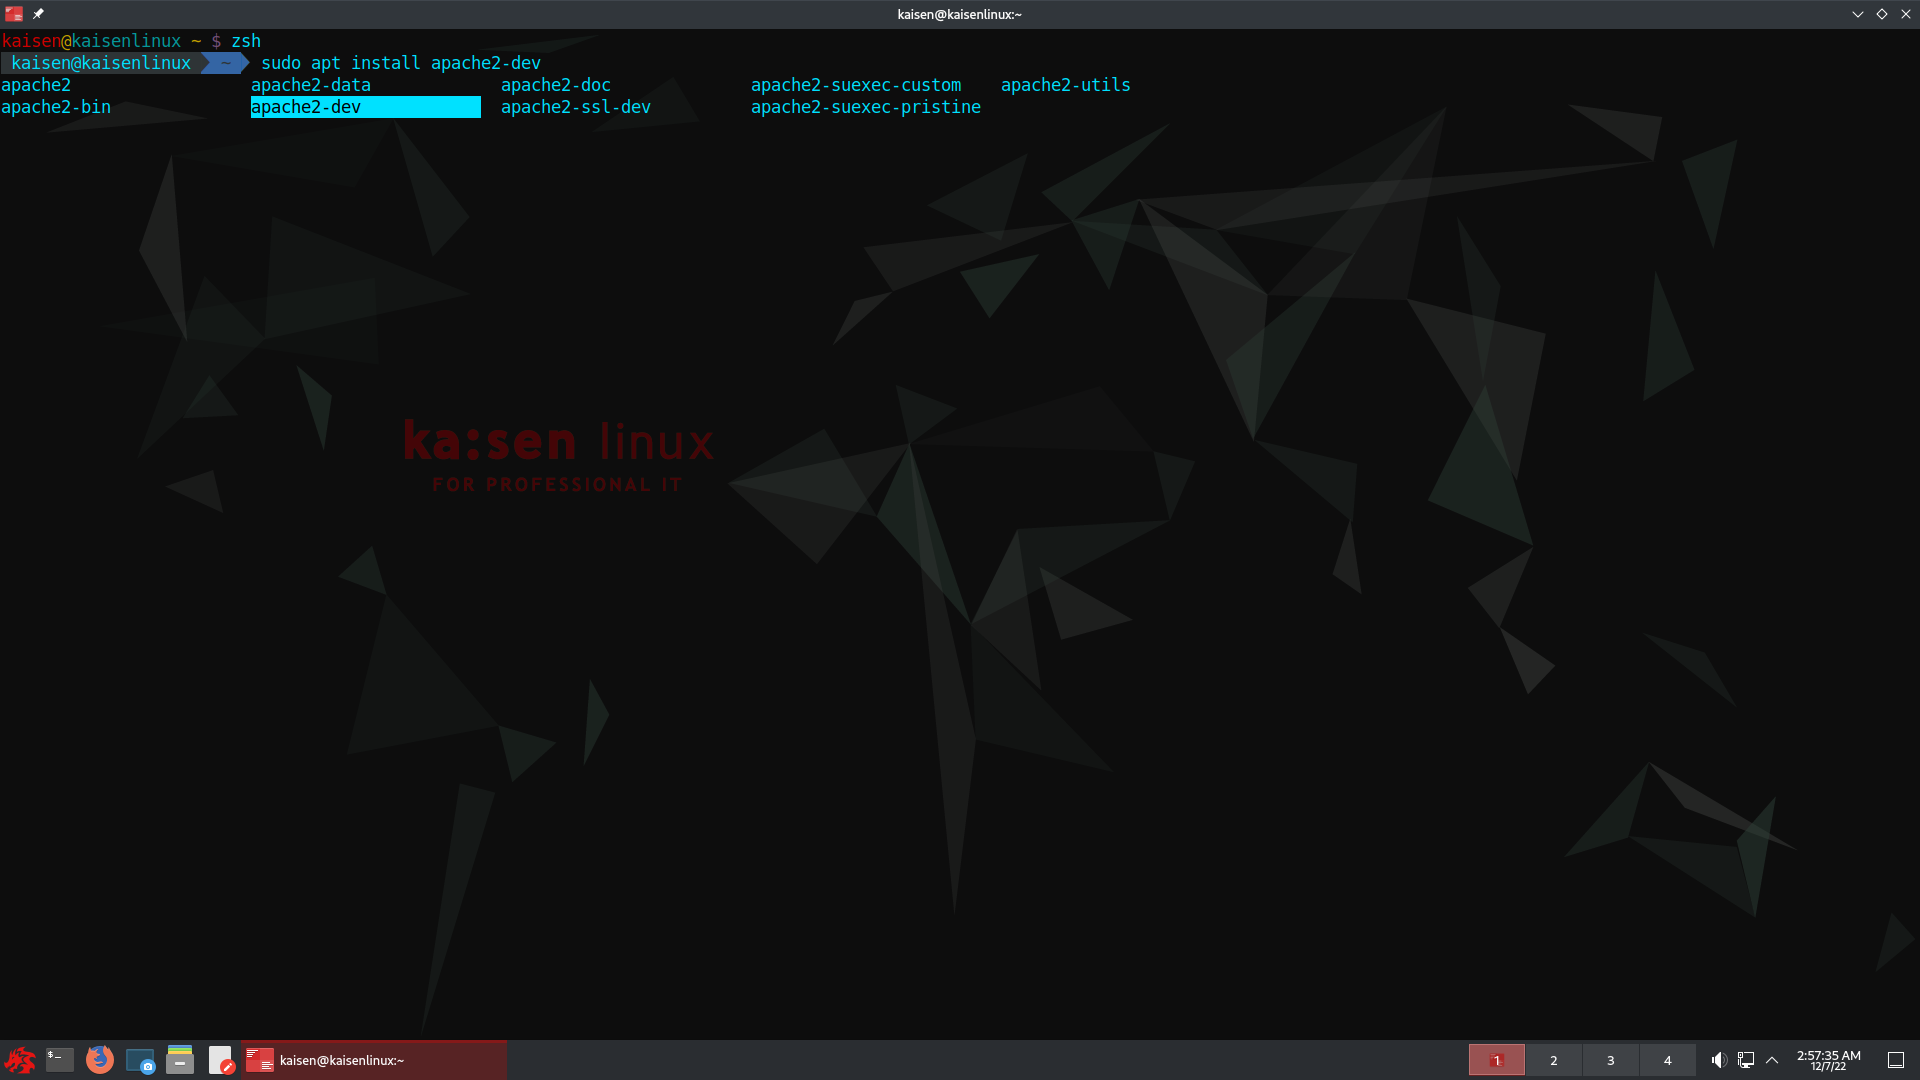 kaisen@kaisenlinux:~
kaisen@kaisenlinux ~ $ zsh
kaisen@kaisenlinux ~ sudo apt install apache2-dev
apache2 apache2-data apache2-doc apache2-suexec-custom apache2-utils
apache2-bin apache2-dev apache2-ssl-dev apache2-suexec-pristine
ka:sen linux
FOR PROFESSIONAL IT
$_ kaisen@kaisenlinux:~ 1 2 3 4 2:57:35 AM
12/7/22